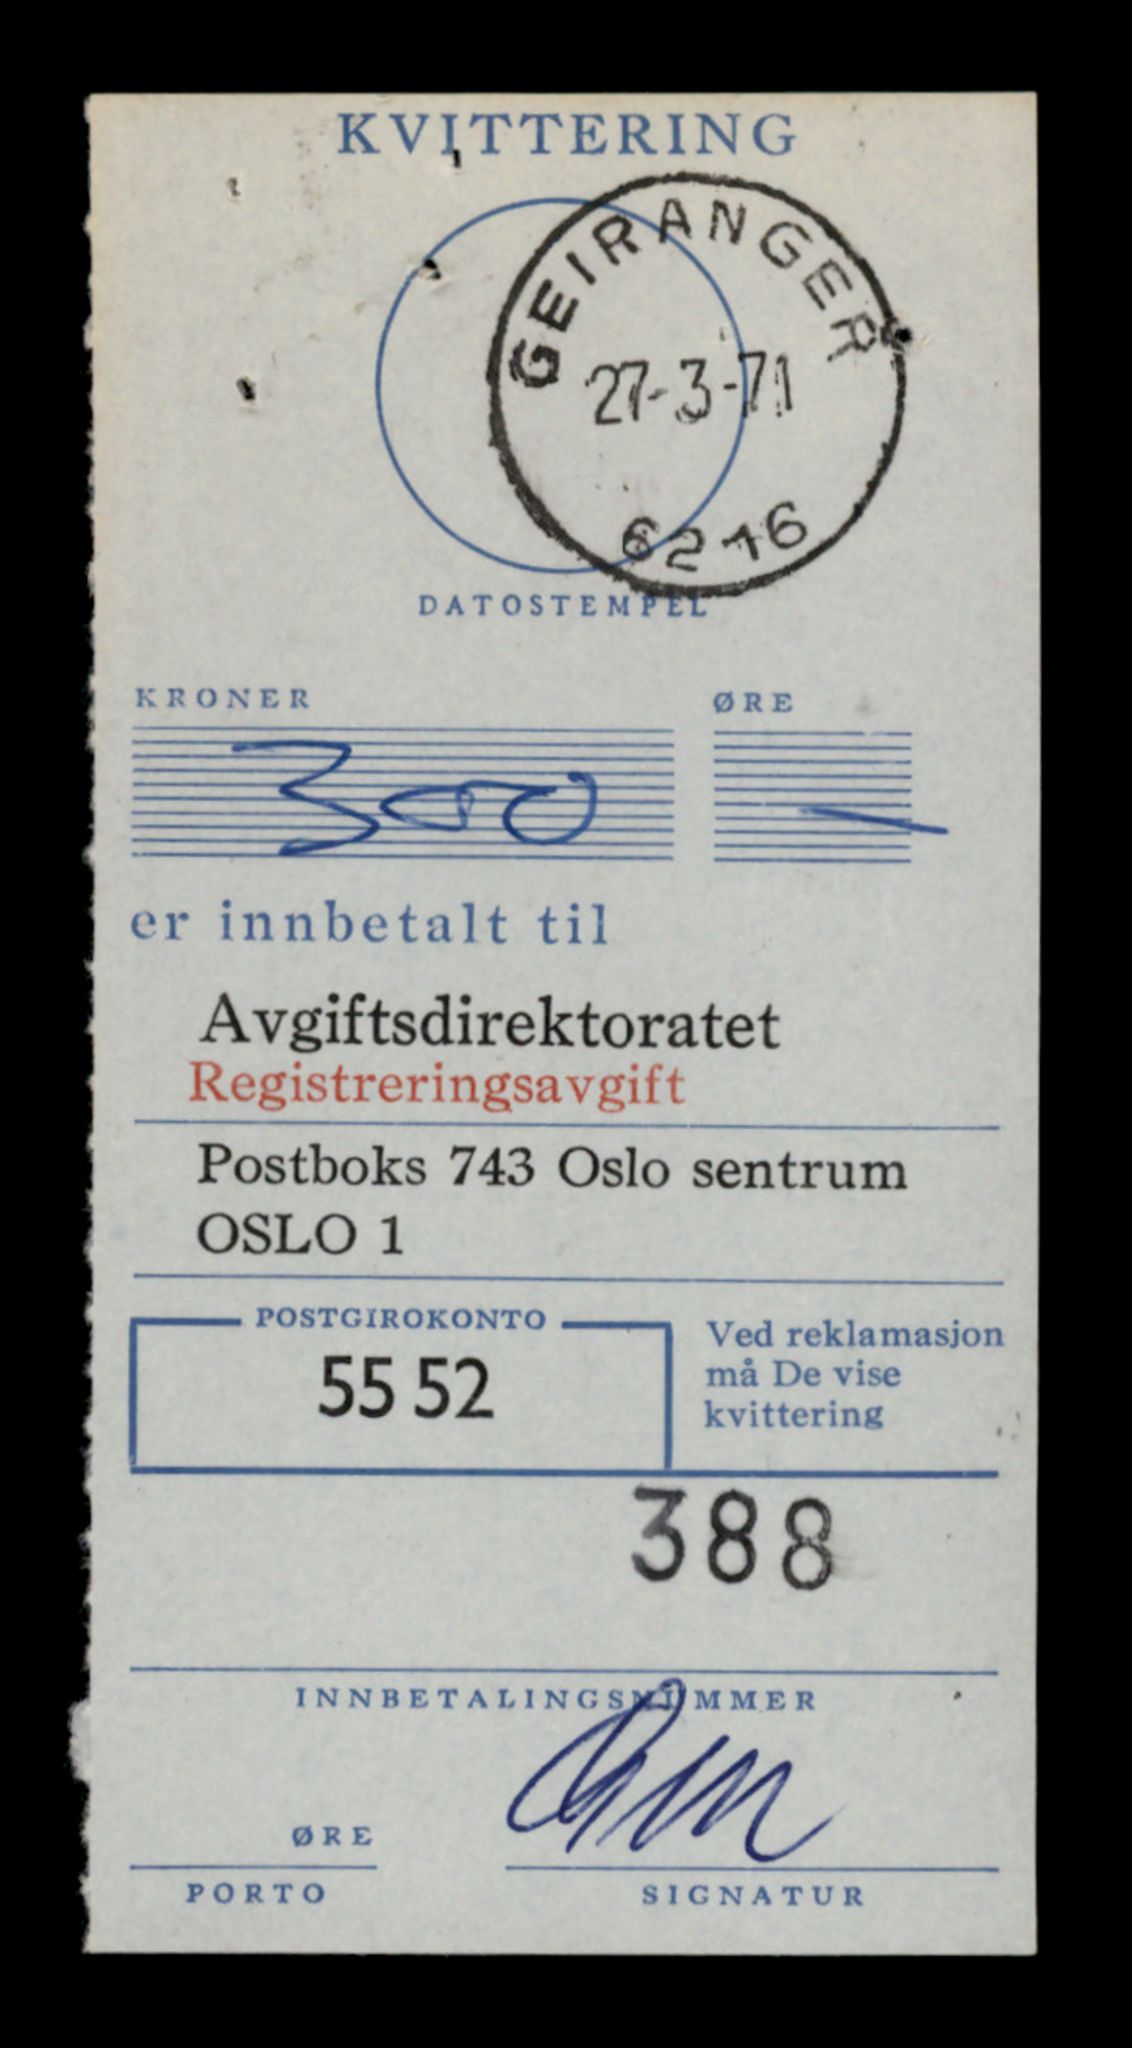 KVITTERING
GEIRANGER
27-3-71
6216
DATOSTEMPEL
KRONER ØRE
300 —
er innbetalt til
Avgiftsdirektoratet
Registreringsavgift
Postboks 743 Oslo sentrum
OSLO 1
POSTGIROKONTO
55 52
Ved reklamasjon
må De vise
kvittering
388
INNBETALINGSNUMMER
ØRE
PORTO
SIGNATUR